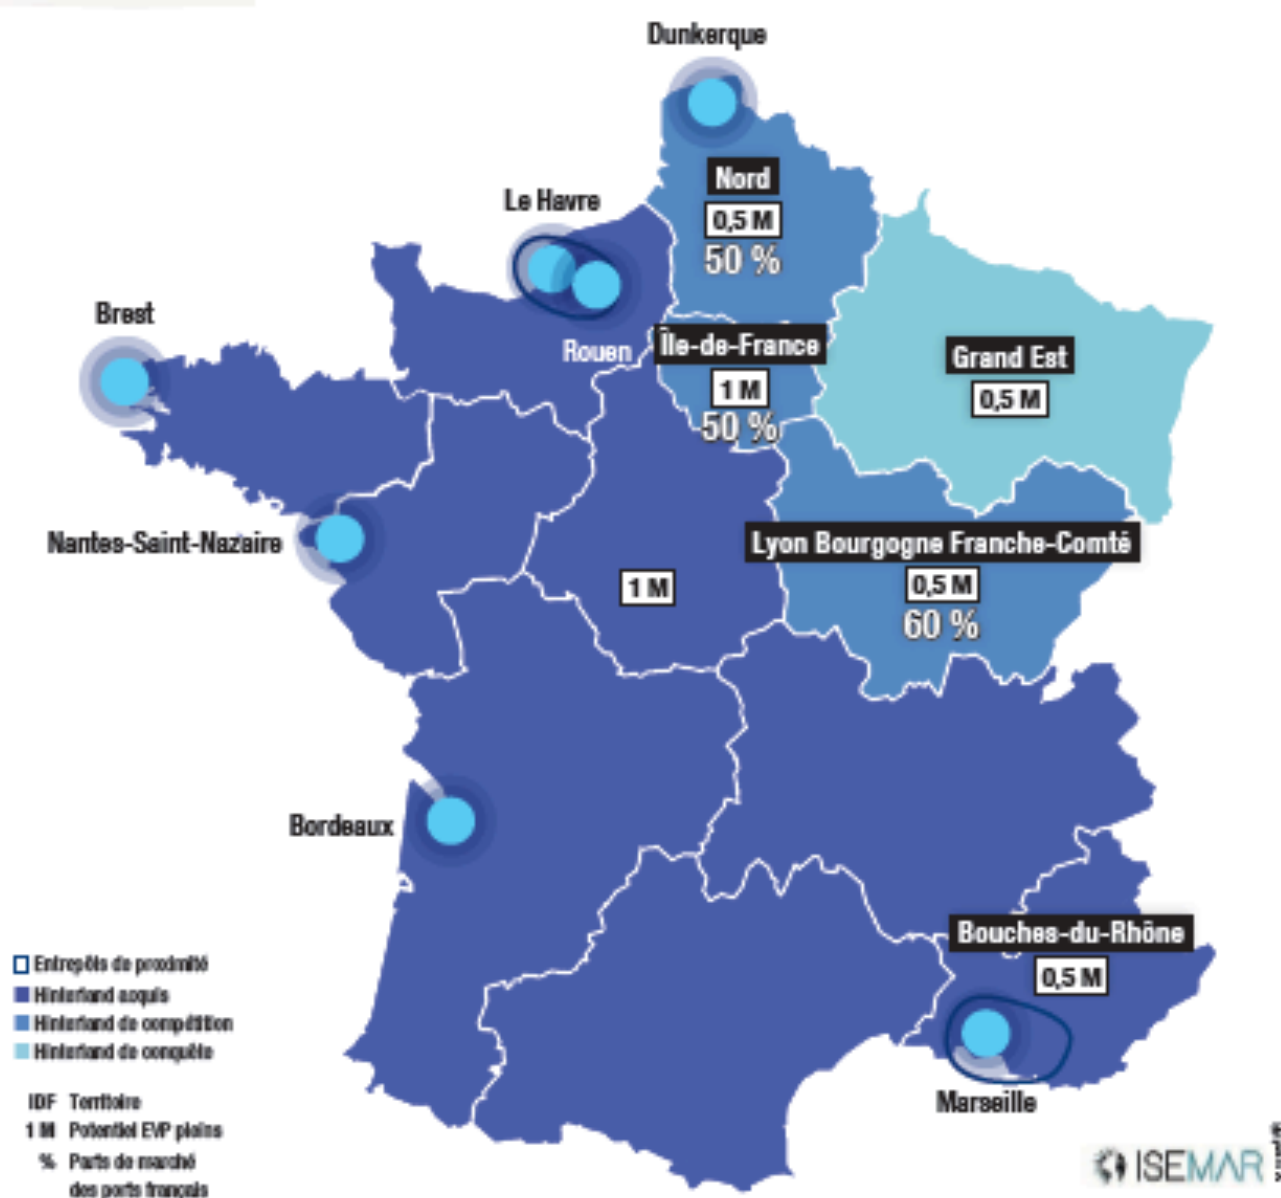 Dunkerque
Nord
0,5 M
50 %
Le Havre
Rouen
Île-de-France
1 M
50 %
Grand Est
0,5 M
Brest
Nantes-Saint-Nazaire
Lyon Bourgogne Franche-Comté
0,5 M
60 %
1 M
Bordeaux
Bouches-du-Rhône
0,5 M
Marseille
Entrepôts de proximité
Hinterland acquis
Hinterland de compétition
Hinterland de conquête
IDF Territoire
1 M Potentiel EVP pleins
% Parts de marché
des ports français
ISEMAR